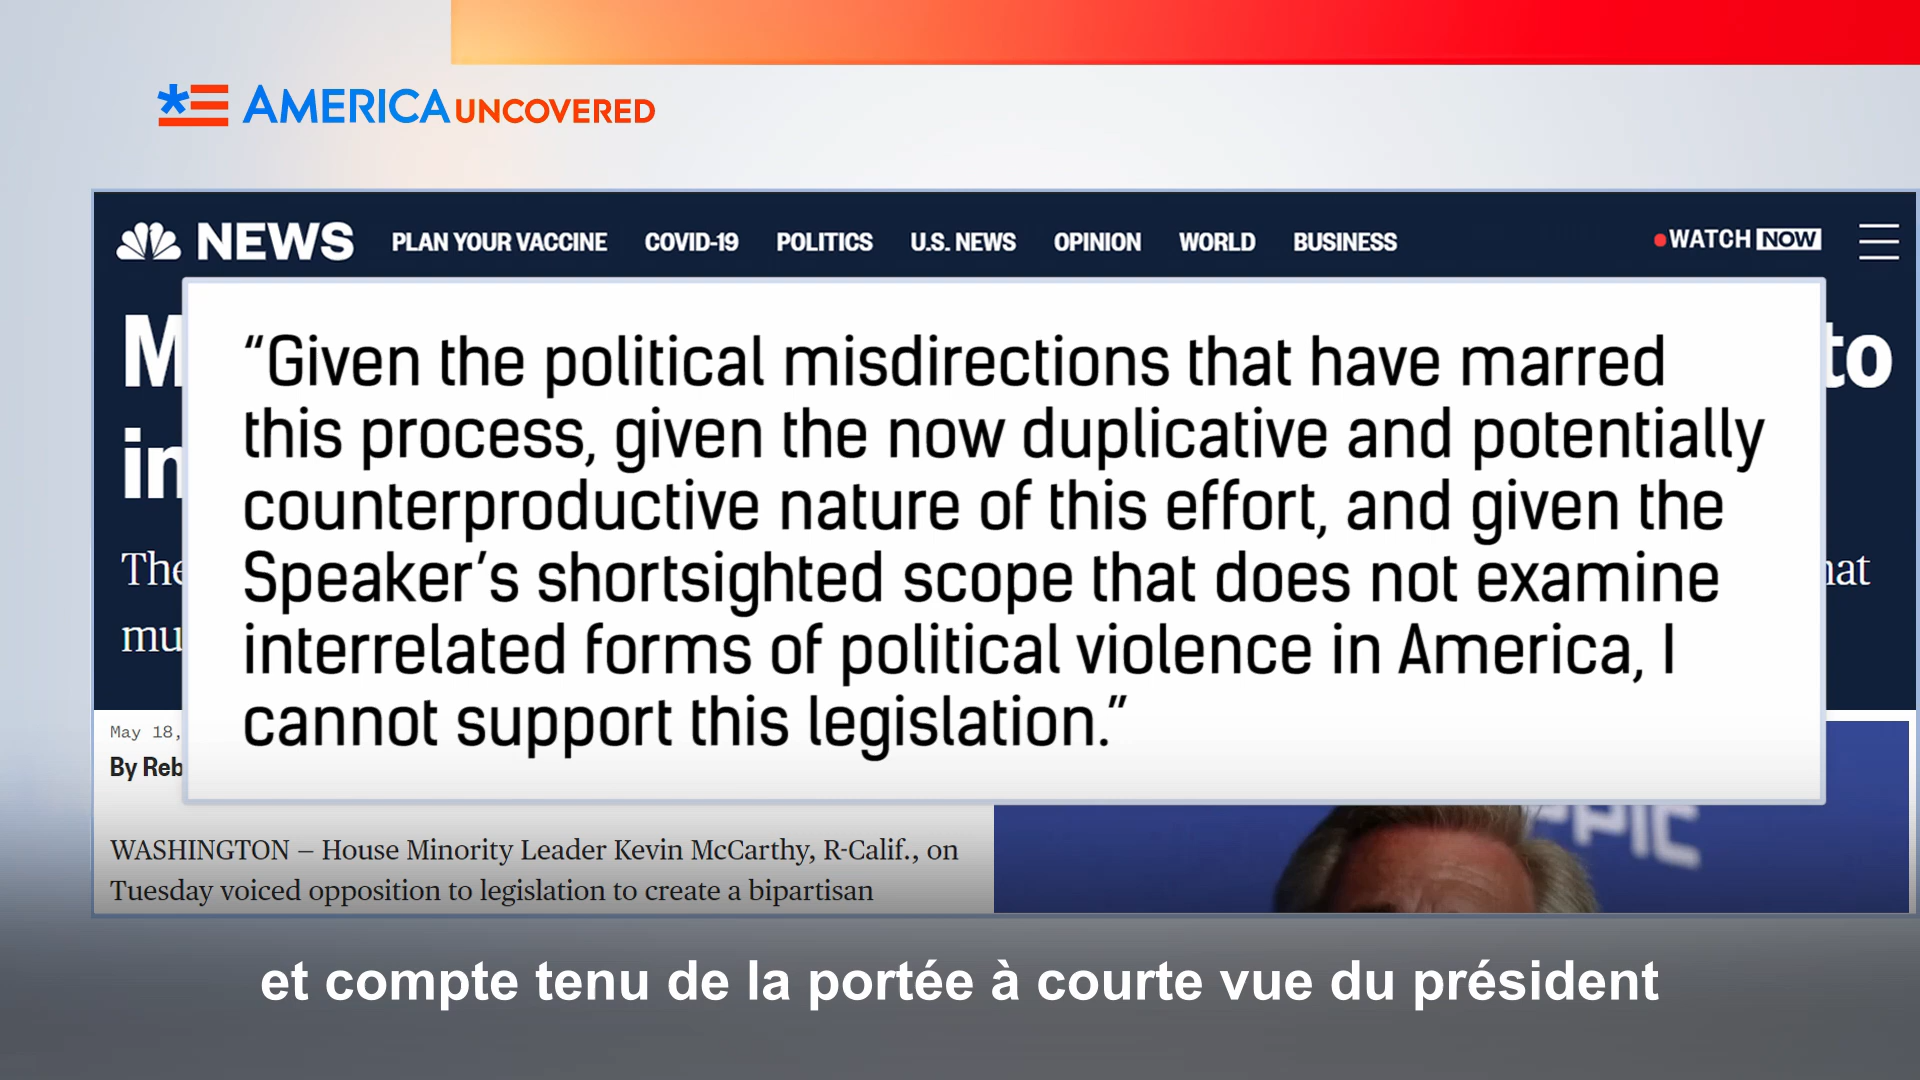 AMERICA UNCOVERED
NEWS PLAN YOUR VACCINE COVID-19 POLITICS U.S. NEWS OPINION WORLD BUSINESS WATCH NOW
“Given the political misdirections that have marred
this process, given the now duplicative and potentially
counterproductive nature of this effort, and given the
Speaker’s shortsighted scope that does not examine
interrelated forms of political violence in America, I
cannot support this legislation.”
to
in
The
May 18,
By Reb
WASHINGTON – House Minority Leader Kevin McCarthy, R-Calif., on
Tuesday voiced opposition to legislation to create a bipartisan
et compte tenu de la portée à courte vue du président